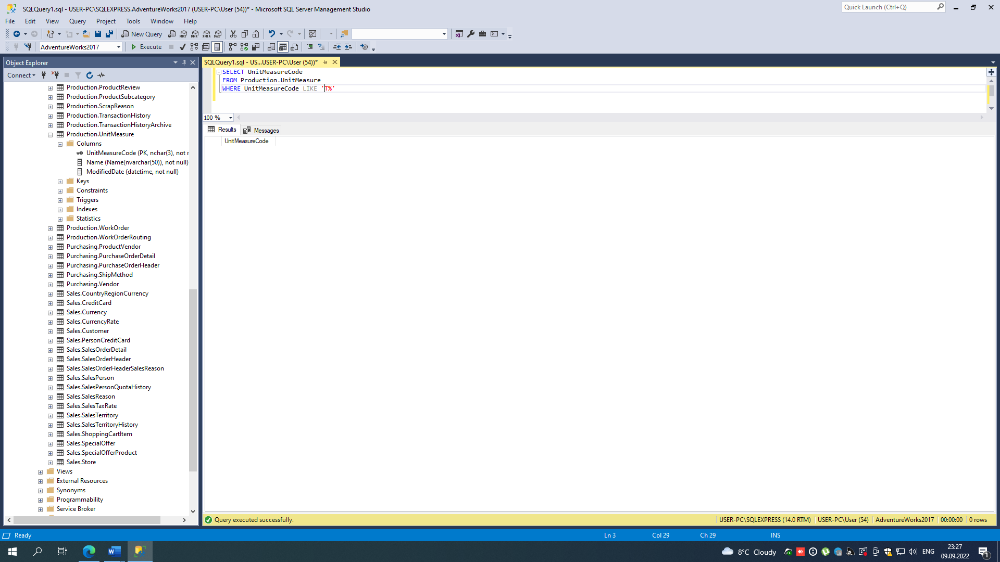 SQLQuery1.sql - USER-PC\SQLEXPRESS.AdventureWorks2017 (USER-PC\User (54))* - Microsoft SQL Server Management Studio
Quick Launch (Ctrl+Q)
File Edit View Query Project Tools Window Help
New Query
MDX DMX XMLA DAX
AdventureWorks2017
Execute
Object Explorer
Connect
Production.ProductReview
Production.ProductSubcategory
Production.ScrapReason
Production.TransactionHistory
Production.TransactionHistoryArchive
Production.UnitMeasure
Columns
UnitMeasureCode (PK, nchar(3), not
Name (Name(nvarchar(50)), not null)
ModifiedDate (datetime, not null)
Keys
Constraints
Triggers
Indexes
Statistics
Production.WorkOrder
Production.WorkOrderRouting
Purchasing.ProductVendor
Purchasing.PurchaseOrderDetail
Purchasing.PurchaseOrderHeader
Purchasing.ShipMethod
Purchasing.Vendor
Sales.CountryRegionCurrency
Sales.CreditCard
Sales.Currency
Sales.CurrencyRate
Sales.Customer
Sales.PersonCreditCard
Sales.SalesOrderDetail
Sales.SalesOrderHeader
Sales.SalesOrderHeaderSalesReason
Sales.SalesPerson
Sales.SalesPersonQuotaHistory
Sales.SalesReason
Sales.SalesTaxRate
Sales.SalesTerritory
Sales.SalesTerritoryHistory
Sales.ShoppingCartItem
Sales.SpecialOffer
Sales.SpecialOfferProduct
Sales.Store
Views
External Resources
Synonyms
Programmability
Service Broker
SQLQuery1.sql - US...USER-PC\User (54))*
SELECT UnitMeasureCode
FROM Production.UnitMeasure
WHERE UnitMeasureCode LIKE 'T%'
100 %
Results Messages
UnitMeasureCode
Query executed successfully.
USER-PC\SQLEXPRESS (14.0 RTM) USER-PC\User (54) AdventureWorks2017 00:00:00 0 rows
Ready
Ln 3 Col 29 Ch 29 INS
8°C Cloudy
ENG
23:27
09.09.2022
1